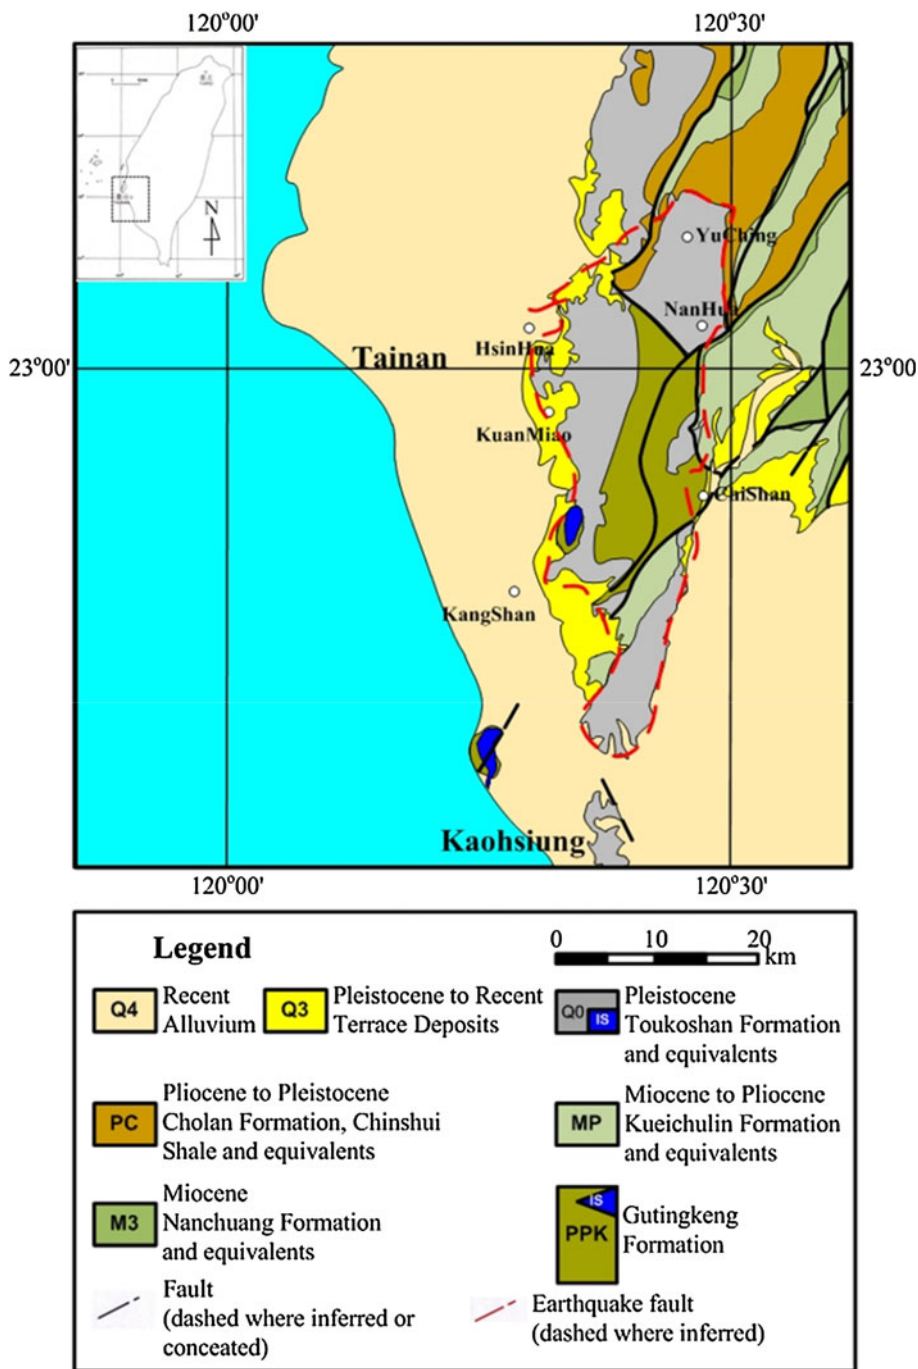 120°00'
120°30'
N
YuChing
NanHua
HsinHua
Tainan
23°00'
23°00'
KuanMiao
CaiShan
KangShan
Kaohsiung
120°00'
120°30'
Legend
0 10 20
km
Q4
Recent
Alluvium
Q3
Pleistocene to Recent
Terrace Deposits
Q0
IS
Pleistocene
Toukoshan Formation
and equivalents
PC
Pliocene to Pleistocene
Cholan Formation, Chinshui
Shale and equivalents
MP
Miocene to Pliocene
Kueichulin Formation
and equivalents
M3
Miocene
Nanchuang Formation
and equivalents
IS
PPK
Gutingkeng
Formation
Fault
(dashed where inferred or
conceated)
Earthquake fault
(dashed where inferred)